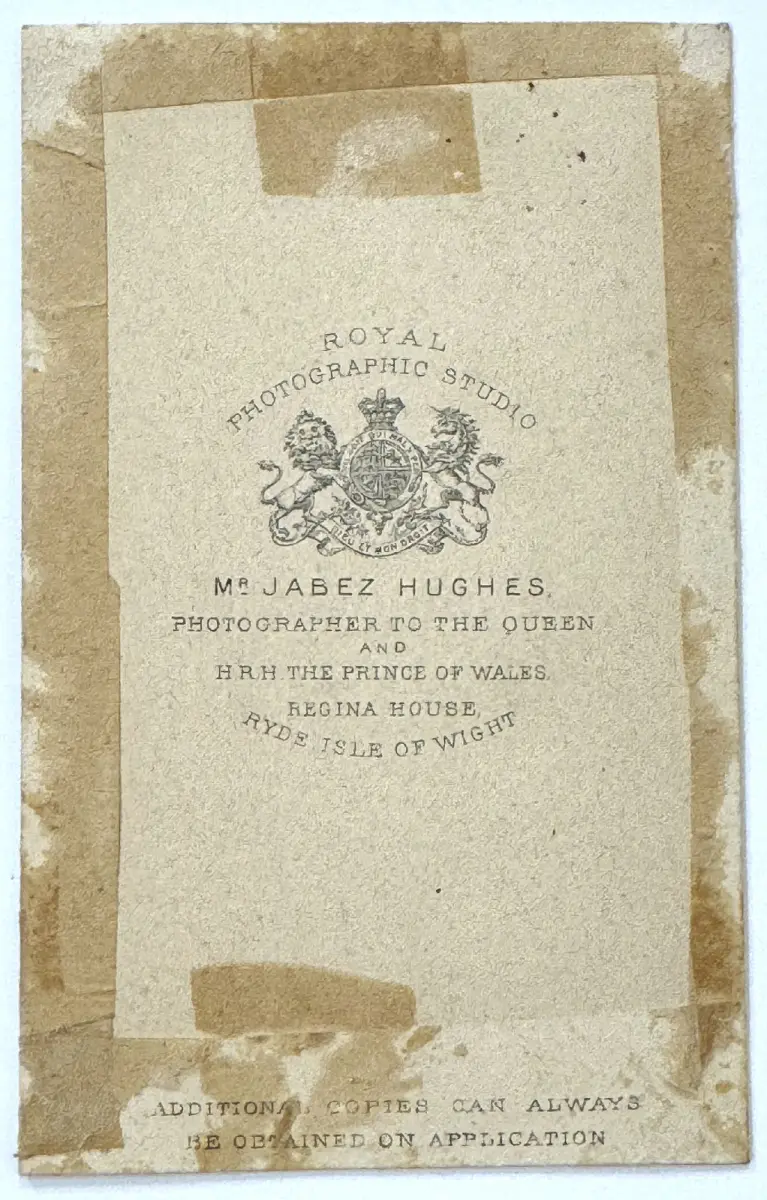 ROYAL
PHOTOGRAPHIC STUDIO
DIEU ET MON DROIT
MR JABEZ HUGHES,
PHOTOGRAPHER TO THE QUEEN
AND
H.R.H. THE PRINCE OF WALES,
REGINA HOUSE,
RYDE ISLE OF WIGHT
ADDITIONAL COPIES CAN ALWAYS
BE OBTAINED ON APPLICATION